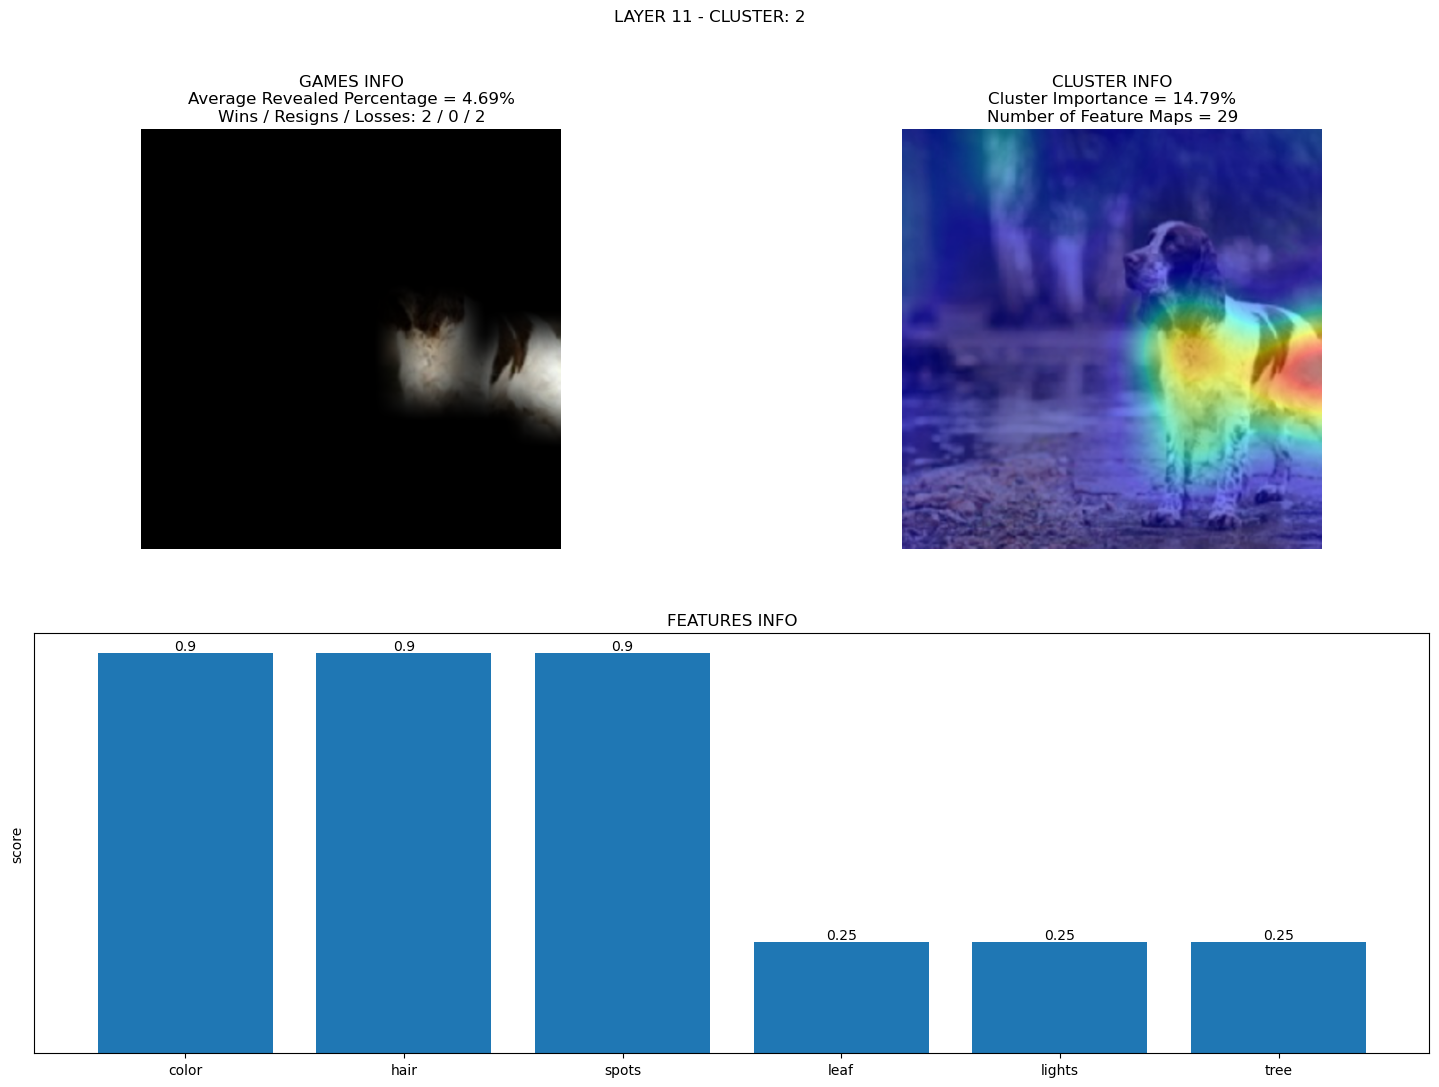 LAYER 11 - CLUSTER: 2
GAMES INFO
Average Revealed Percentage = 4.69%
Wins / Resigns / Losses: 2 / 0 / 2
CLUSTER INFO
Cluster Importance = 14.79%
Number of Feature Maps = 29
FEATURES INFO
score
0.9
0.9
0.9
0.25
0.25
0.25
color
hair
spots
leaf
lights
tree